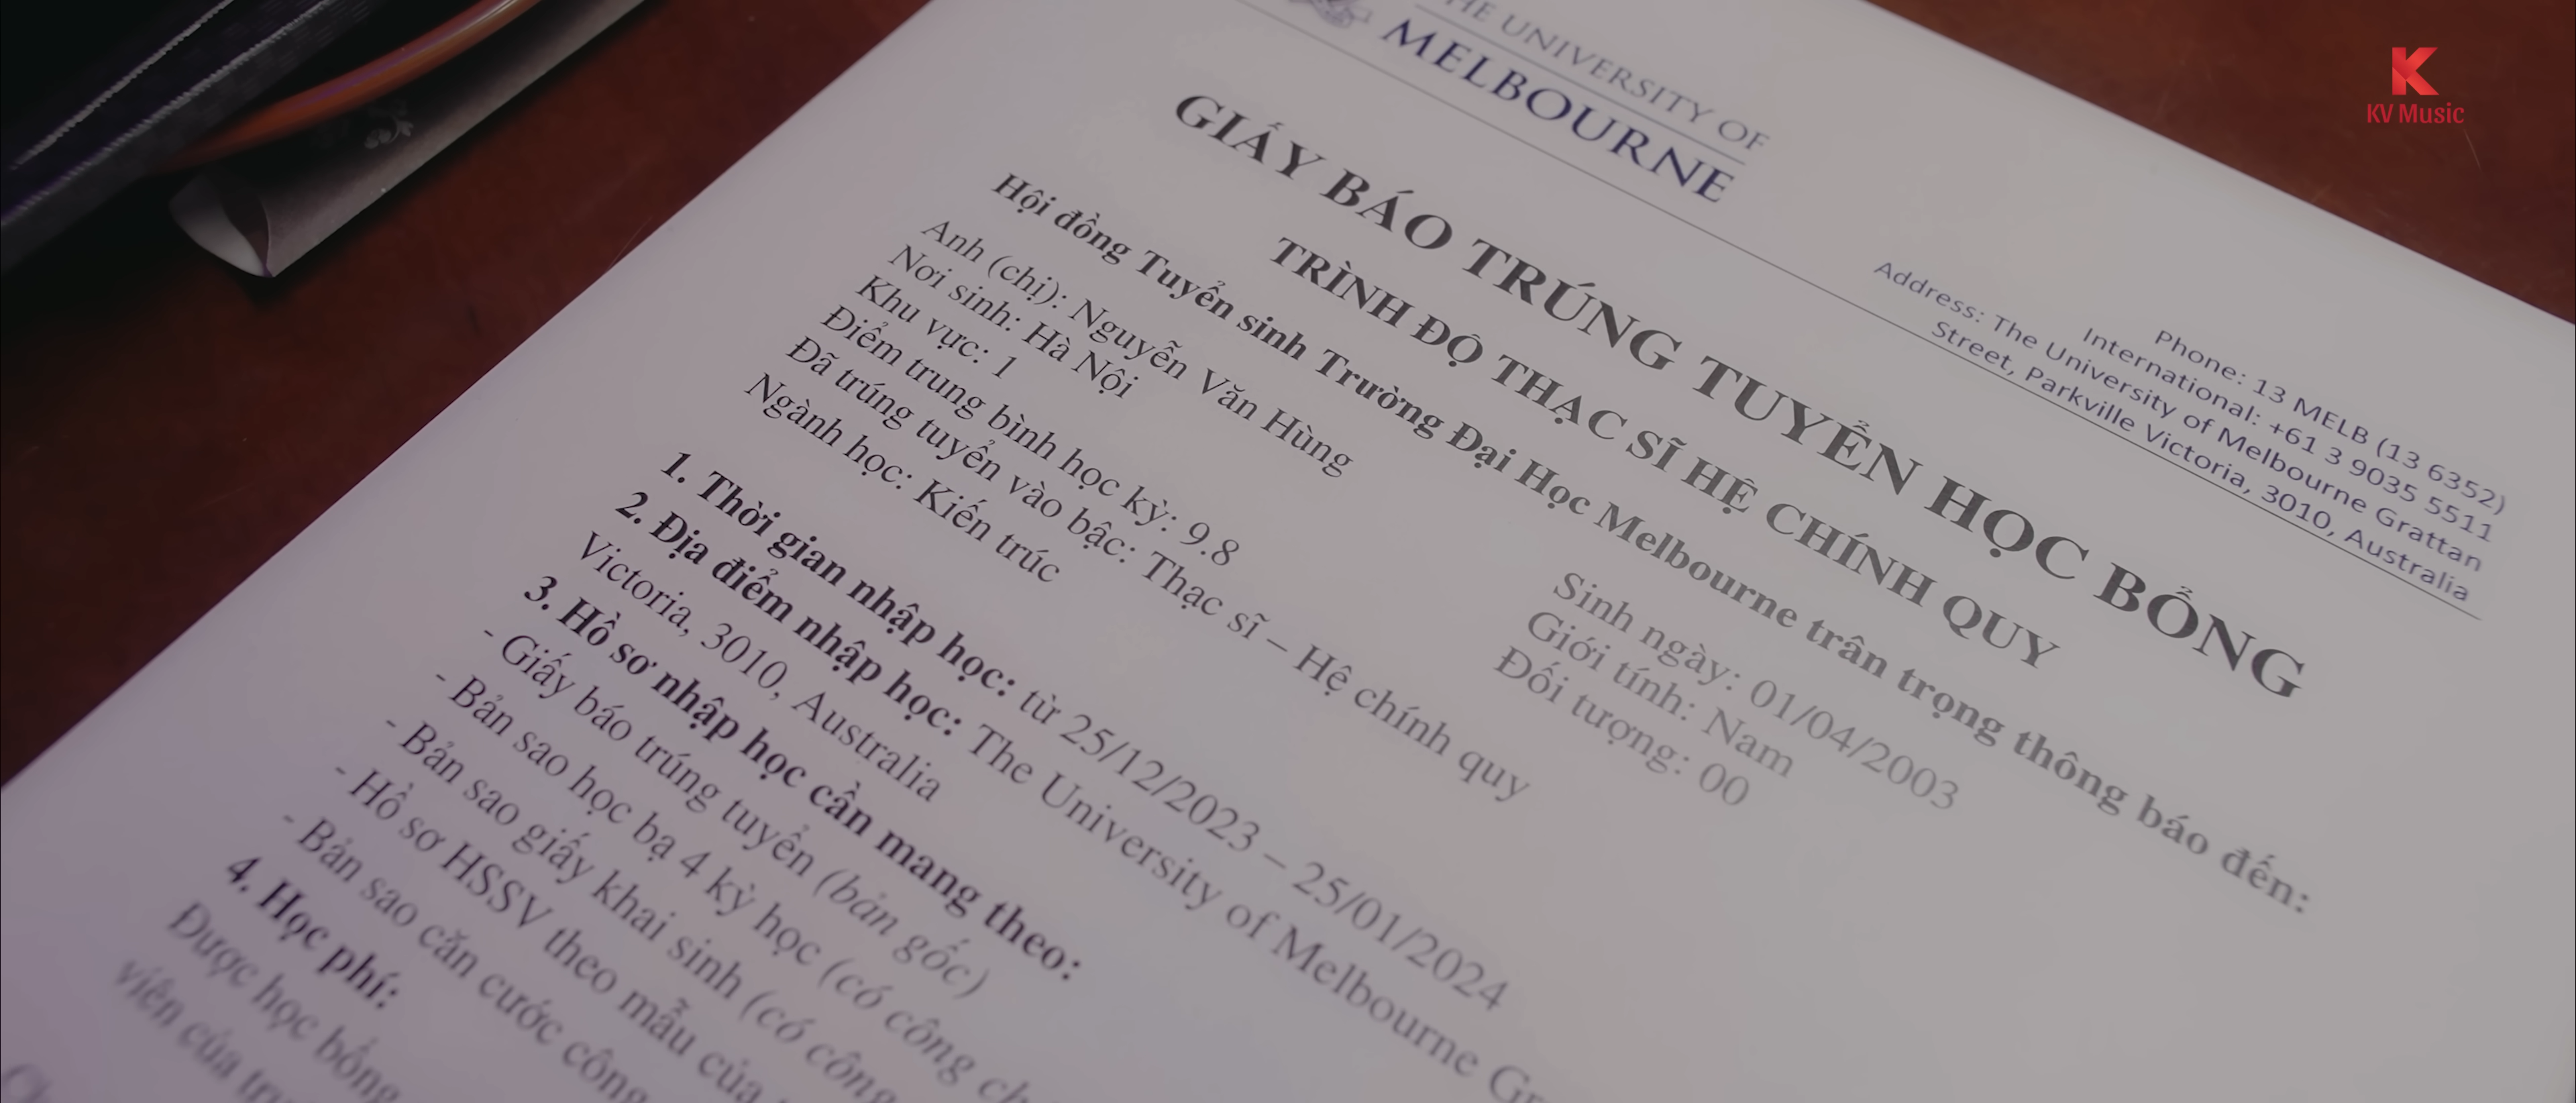 THE UNIVERSITY OF
MELBOURNE
K
KV Music
Phone: 13 MELB (13 6352)
International: +61 3 9035 5511
Address: The University of Melbourne Grattan
Street, Parkville Victoria, 3010, Australia
GIẤY BÁO TRÚNG TUYỂN HỌC BỔNG
TRÌNH ĐỘ THẠC SĨ HỆ CHÍNH QUY
Hội đồng Tuyển sinh Trường Đại Học Melbourne trân trọng thông báo đến:
Anh (chị): Nguyễn Văn Hùng
Sinh ngày: 01/04/2003
Nơi sinh: Hà Nội
Giới tính: Nam
Khu vực: 1
Đối tượng: 00
Điểm trung bình học kỳ: 9.8
Đã trúng tuyển vào bậc: Thạc sĩ – Hệ chính quy
Ngành học: Kiến trúc
1. Thời gian nhập học: từ 25/12/2023 – 25/01/2024
2. Địa điểm nhập học: The University of Melbourne
Victoria, 3010, Australia
3. Hồ sơ nhập học cần mang theo:
- Giấy báo trúng tuyển (bản gốc)
- Bản sao học bạ 4 kỳ học (có công
- Bản sao giấy khai sinh (có công
- Hồ sơ HSSV theo mẫu của
- Bản sao căn cước công
4. Học phí:
Được học bổng
viên của